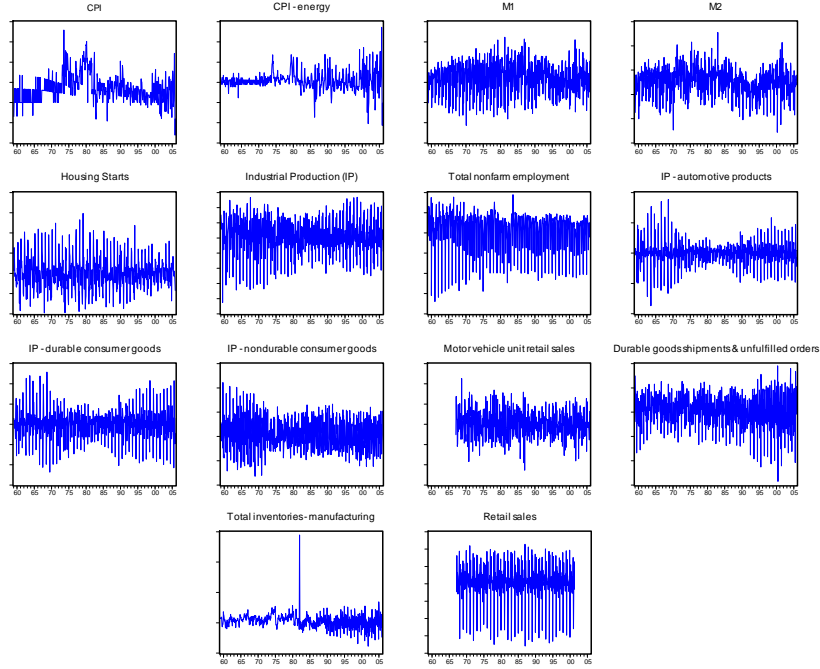 CPI
CPI - energy
M1
M2
60 65 70 75 80 85 90 95 00 05
60 65 70 75 80 85 90 95 00 05
60 65 70 75 80 85 90 95 00 05
60 65 70 75 80 85 90 95 00 05
Housing Starts
Industrial Production (IP)
Total nonfarm employment
IP - automotive products
60 65 70 75 80 85 90 95 00 05
60 65 70 75 80 85 90 95 00 05
60 65 70 75 80 85 90 95 00 05
60 65 70 75 80 85 90 95 00 05
IP - durable consumer goods
IP - nondurable consumer goods
Motor vehicle unit retail sales
Durable goods shipments & unfulfilled orders
60 65 70 75 80 85 90 95 00 05
60 65 70 75 80 85 90 95 00 05
60 65 70 75 80 85 90 95 00 05
60 65 70 75 80 85 90 95 00 05
Total inventories - manufacturing
Retail sales
60 65 70 75 80 85 90 95 00 05
60 65 70 75 80 85 90 95 00 05